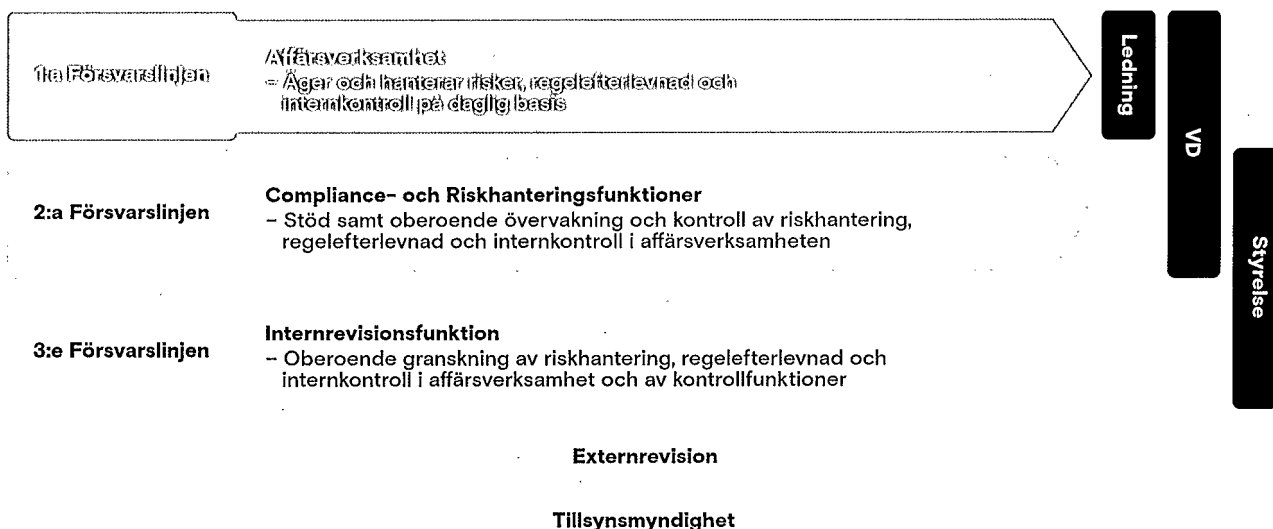 1:a Försvarslinjen
Affärsverksamhet
– Äger och hanterar risker, regelefterlevnad och
internkontroll på daglig basis
Ledning
VD
Styrelse
2:a Försvarslinjen
Compliance- och Riskhanteringsfunktioner
– Stöd samt oberoende övervakning och kontroll av riskhantering,
regelefterlevnad och internkontroll i affärsverksamheten
3:e Försvarslinjen
Internrevisionsfunktion
– Oberoende granskning av riskhantering, regelefterlevnad och
internkontroll i affärsverksamhet och av kontrollfunktioner
Externrevision
Tillsynsmyndighet